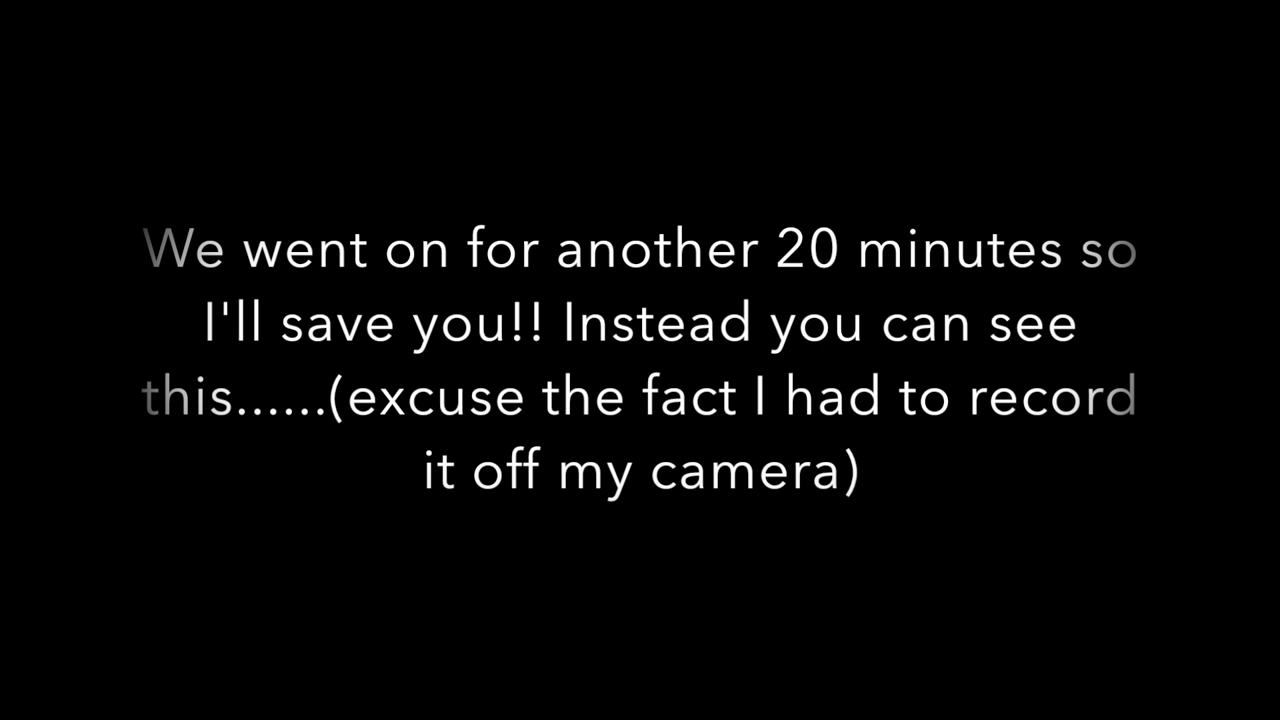 We went on for another 20 minutes so
I'll save you!! Instead you can see
this......(excuse the fact I had to record
it off my camera)